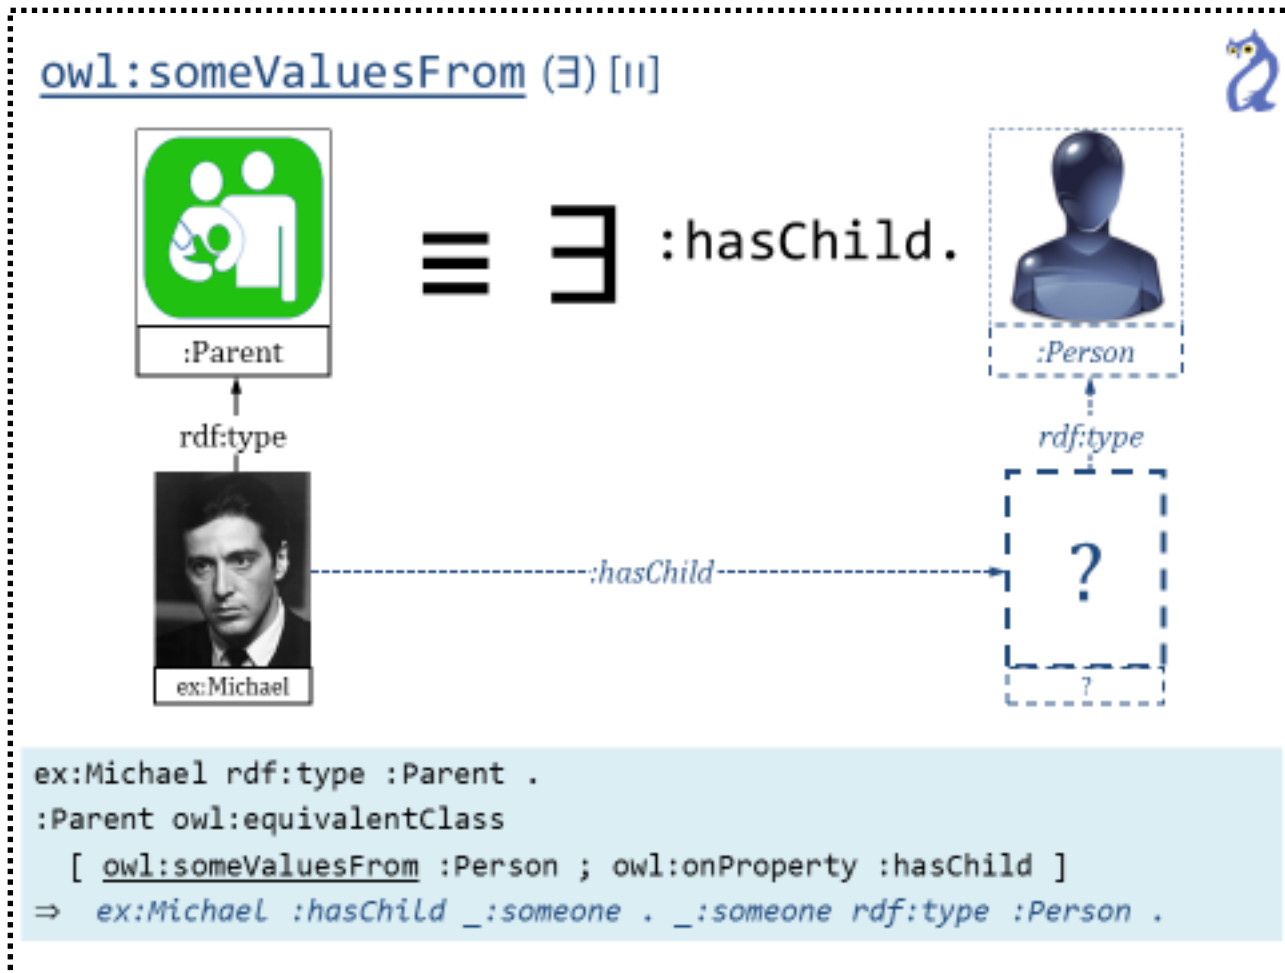 owl:someValuesFrom (∃) [II]
≡ ∃ :hasChild.
:Parent
:Person
rdf:type
rdf:type
?
:hasChild
ex:Michael
?
ex:Michael rdf:type :Parent .
:Parent owl:equivalentClass
[ owl:someValuesFrom :Person ; owl:onProperty :hasChild ]
⇒ ex:Michael :hasChild _:someone . _:someone rdf:type :Person .